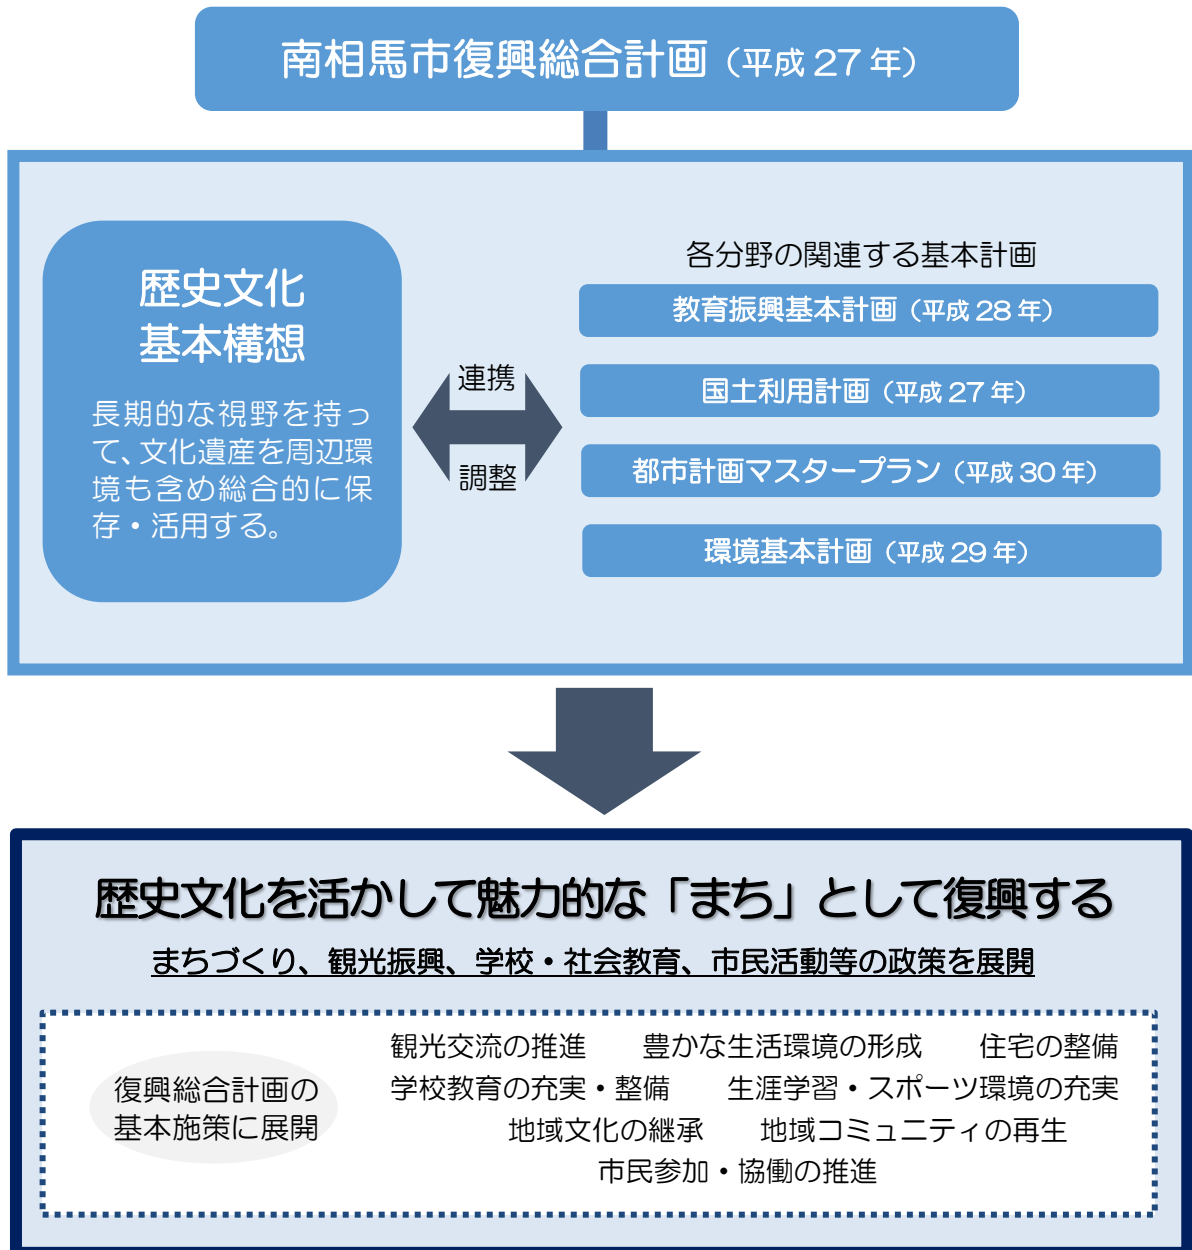 南相馬市復興総合計画（平成 27 年）
歴史文化
基本構想
長期的な視野を持っ
て、文化遺産を周辺環
境も含め総合的に保
存・活用する。
連携
調整
各分野の関連する基本計画
教育振興基本計画（平成 28 年）
国土利用計画（平成 27 年）
都市計画マスタープラン（平成 30 年）
環境基本計画（平成 29 年）
歴史文化を活かして魅力的な「まち」として復興する
まちづくり、観光振興、学校・社会教育、市民活動等の政策を展開
復興総合計画の
基本施策に展開
観光交流の推進　　豊かな生活環境の形成　　住宅の整備
学校教育の充実・整備　　生涯学習・スポーツ環境の充実
地域文化の継承　　地域コミュニティの再生
市民参加・協働の推進